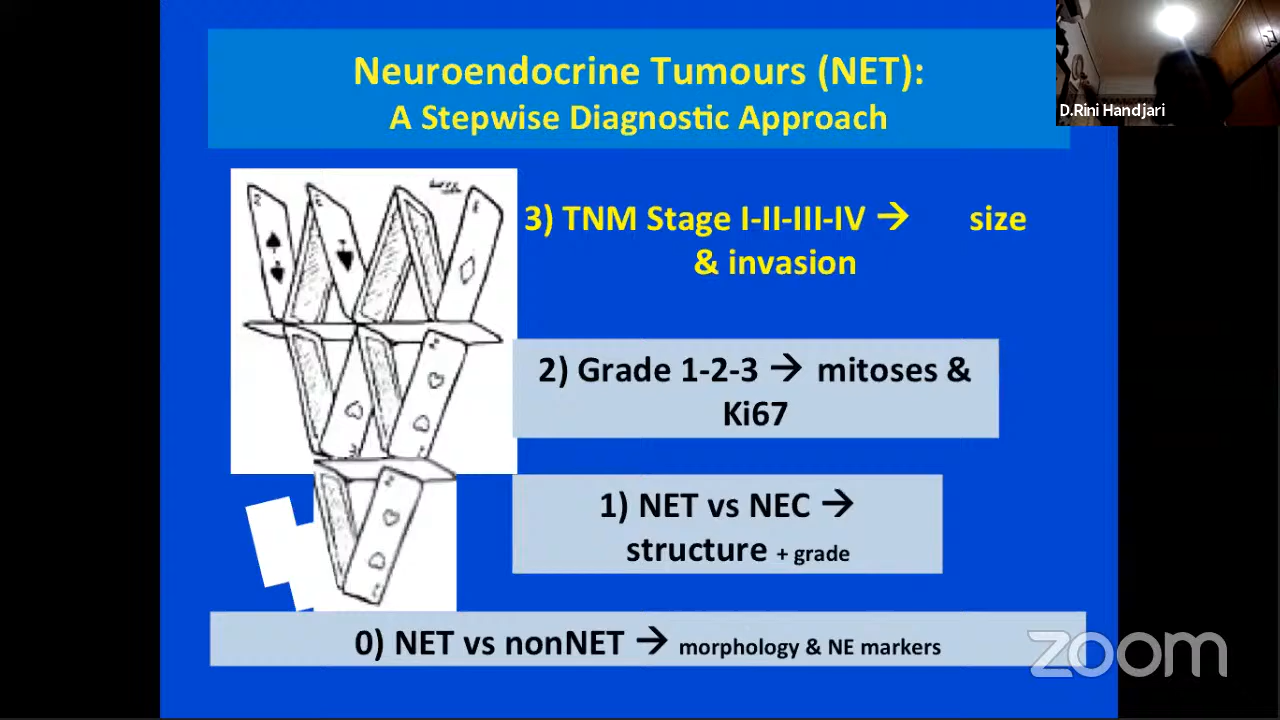 Neuroendocrine Tumours (NET):
A Stepwise Diagnostic Approach
D.Rini Handjari
3) TNM Stage I-II-III-IV → size
& invasion
2) Grade 1-2-3 → mitoses &
Ki67
1) NET vs NEC →
structure + grade
0) NET vs nonNET → morphology & NE markers
zoom